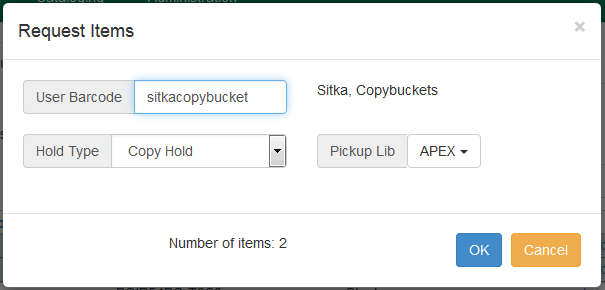 Administration
Request Items
×
User Barcode sitkacopybucket Sitka, Copybuckets
Hold Type Copy Hold Pickup Lib APEX
Number of items: 2 OK Cancel